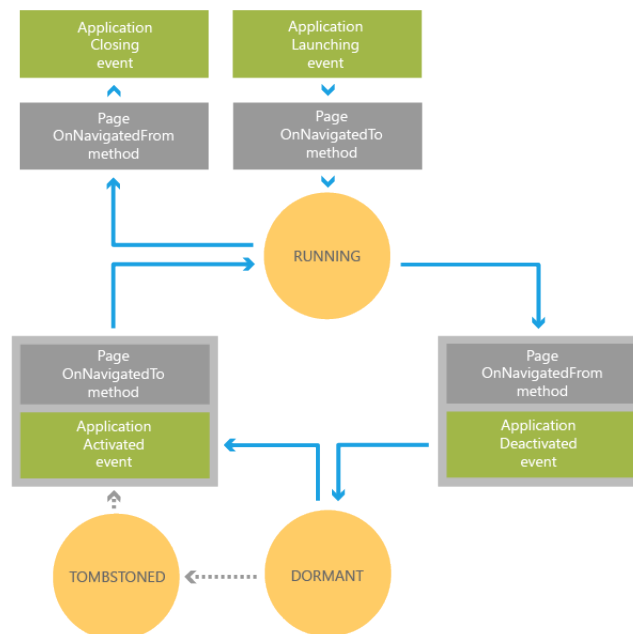 Application
Closing
event
Application
Launching
event
Page
OnNavigatedFrom
method
Page
OnNavigatedTo
method
RUNNING
Page
OnNavigatedTo
method
Application
Activated
event
Page
OnNavigatedFrom
method
Application
Deactivated
event
TOMBSTONED
DORMANT